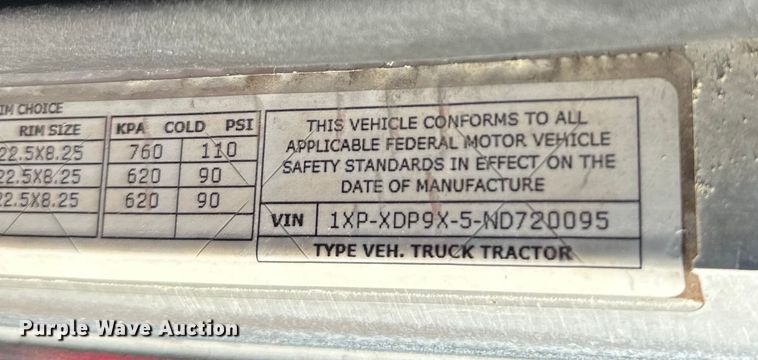 IM CHOICE
RIM SIZE KPA COLD PSI
22.5X8.25 760 110
22.5X8.25 620 90
22.5X8.25 620 90
THIS VEHICLE CONFORMS TO ALL
APPLICABLE FEDERAL MOTOR VEHICLE
SAFETY STANDARDS IN EFFECT ON THE
DATE OF MANUFACTURE
VIN 1XP-XDP9X-5-ND720095
TYPE VEH. TRUCK TRACTOR
Purple Wave Auction